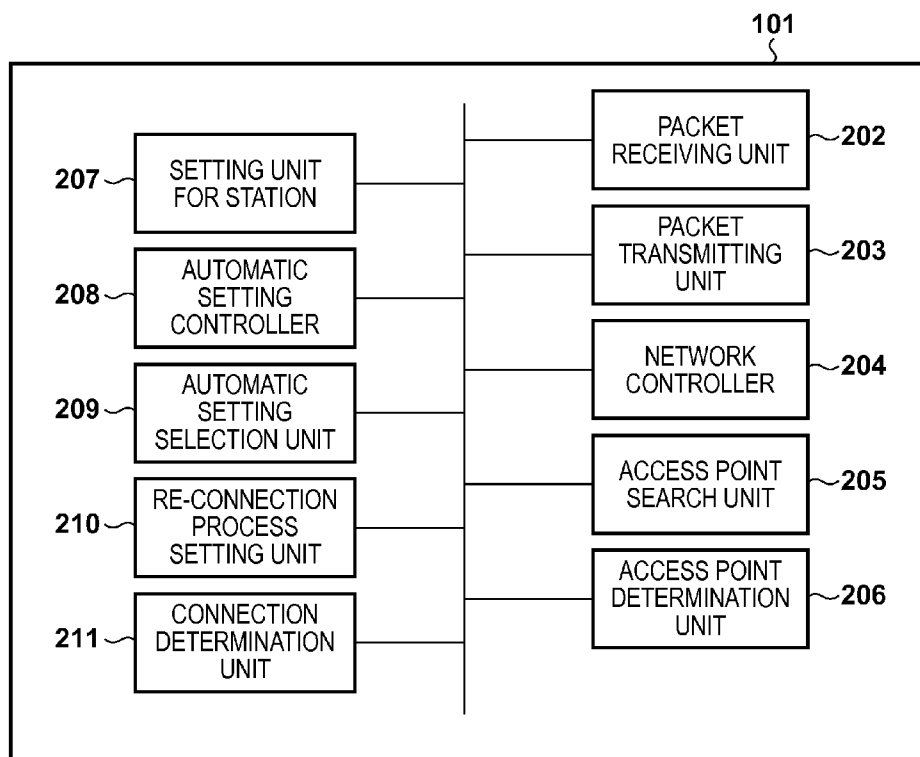 101
207
SETTING UNIT
FOR STATION
208
AUTOMATIC
SETTING
CONTROLLER
209
AUTOMATIC
SETTING
SELECTION UNIT
210
RE-CONNECTION
PROCESS
SETTING UNIT
211
CONNECTION
DETERMINATION
UNIT
PACKET
RECEIVING UNIT
202
PACKET
TRANSMITTING
UNIT
203
NETWORK
CONTROLLER
204
ACCESS POINT
SEARCH UNIT
205
ACCESS POINT
DETERMINATION
UNIT
206